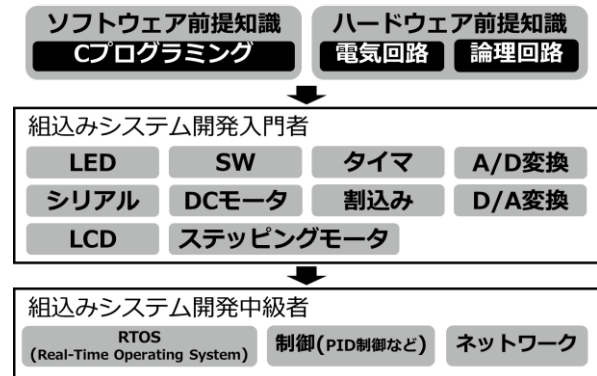 ソフトウェア前提知識
Cプログラミング
ハードウェア前提知識
電気回路 論理回路
組込みシステム開発入門者
LED SW タイマ A/D変換
シリアル DCモータ 割込み D/A変換
LCD ステッピングモータ
組込みシステム開発中級者
RTOS
(Real-Time Operating System)
制御(PID制御など)
ネットワーク